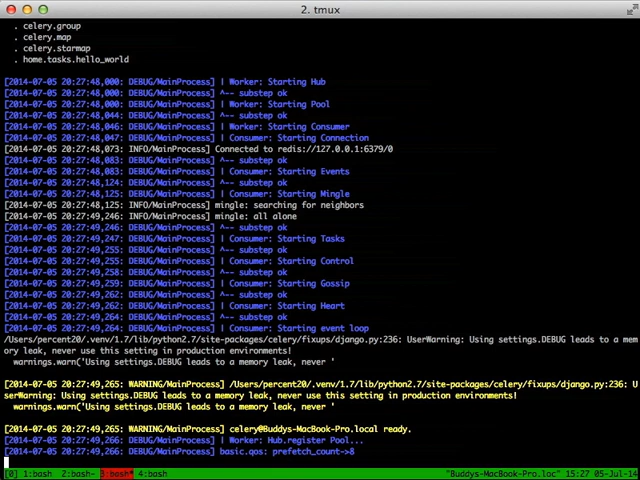 2. tmux
. celery.group
. celery.map
. celery.starmap
. home.tasks.hello_world
[2014-07-05 20:27:48,000: DEBUG/MainProcess] | Worker: Starting Hub
[2014-07-05 20:27:48,000: DEBUG/MainProcess] ^-- substep ok
[2014-07-05 20:27:48,000: DEBUG/MainProcess] | Worker: Starting Pool
[2014-07-05 20:27:48,044: DEBUG/MainProcess] ^-- substep ok
[2014-07-05 20:27:48,046: DEBUG/MainProcess] | Worker: Starting Consumer
[2014-07-05 20:27:48,047: DEBUG/MainProcess] | Consumer: Starting Connection
[2014-07-05 20:27:48,073: INFO/MainProcess] Connected to redis://127.0.0.1:6379/0
[2014-07-05 20:27:48,083: DEBUG/MainProcess] ^-- substep ok
[2014-07-05 20:27:48,083: DEBUG/MainProcess] | Consumer: Starting Events
[2014-07-05 20:27:48,124: DEBUG/MainProcess] ^-- substep ok
[2014-07-05 20:27:48,125: DEBUG/MainProcess] | Consumer: Starting Mingle
[2014-07-05 20:27:48,125: INFO/MainProcess] mingle: searching for neighbors
[2014-07-05 20:27:49,246: INFO/MainProcess] mingle: all alone
[2014-07-05 20:27:49,246: DEBUG/MainProcess] ^-- substep ok
[2014-07-05 20:27:49,247: DEBUG/MainProcess] | Consumer: Starting Tasks
[2014-07-05 20:27:49,255: DEBUG/MainProcess] ^-- substep ok
[2014-07-05 20:27:49,255: DEBUG/MainProcess] | Consumer: Starting Control
[2014-07-05 20:27:49,258: DEBUG/MainProcess] ^-- substep ok
[2014-07-05 20:27:49,259: DEBUG/MainProcess] | Consumer: Starting Gossip
[2014-07-05 20:27:49,262: DEBUG/MainProcess] ^-- substep ok
[2014-07-05 20:27:49,262: DEBUG/MainProcess] | Consumer: Starting Heart
[2014-07-05 20:27:49,264: DEBUG/MainProcess] ^-- substep ok
[2014-07-05 20:27:49,264: DEBUG/MainProcess] | Consumer: Starting event loop
/Users/percent20/.venv/1.7/lib/python2.7/site-packages/celery/fixups/django.py:236: UserWarning: Using settings.DEBUG leads to a mem
ory leak, never use this setting in production environments!
warnings.warn('Using settings.DEBUG leads to a memory leak, never '
[2014-07-05 20:27:49,265: WARNING/MainProcess] /Users/percent20/.venv/1.7/lib/python2.7/site-packages/celery/fixups/django.py:236: U
serWarning: Using settings.DEBUG leads to a memory leak, never use this setting in production environments!
warnings.warn('Using settings.DEBUG leads to a memory leak, never '
[2014-07-05 20:27:49,265: WARNING/MainProcess] celery@Buddys-MacBook-Pro.local ready.
[2014-07-05 20:27:49,266: DEBUG/MainProcess] | Worker: Hub.register Pool...
[2014-07-05 20:27:49,266: DEBUG/MainProcess] basic.qos: prefetch_count->8
[0] 1:bash 2:bash- 3:bash* 4:bash "Buddys-MacBook-Pro.loc" 15:27 05-Jul-14